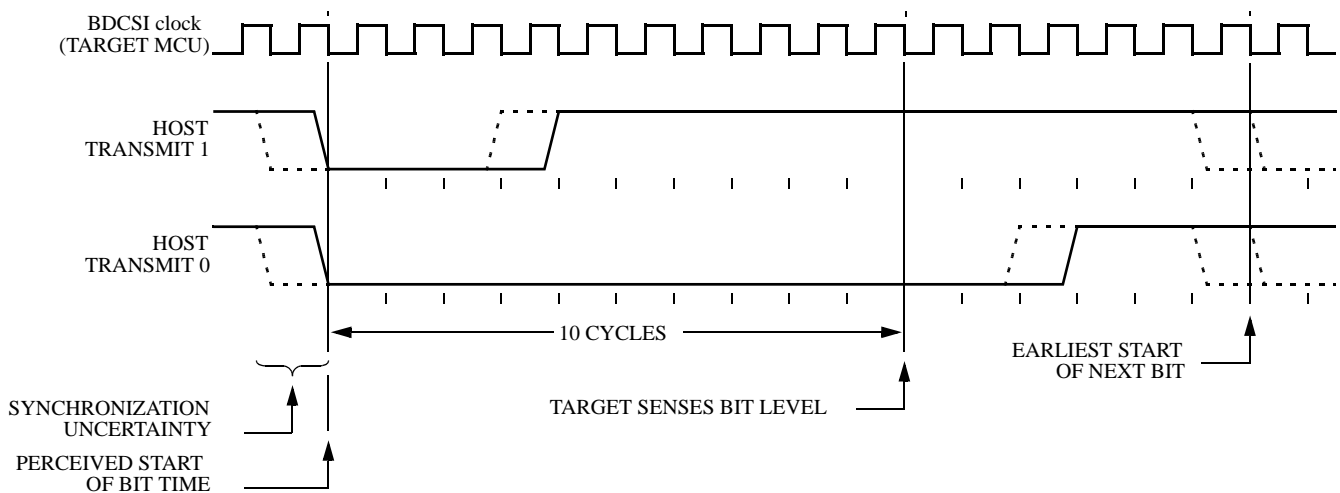 BDCSI clock
(TARGET MCU)
HOST
TRANSMIT 1
HOST
TRANSMIT 0
10 CYCLES
EARLIEST START
OF NEXT BIT
TARGET SENSES BIT LEVEL
SYNCHRONIZATION
UNCERTAINTY
PERCEIVED START
OF BIT TIME